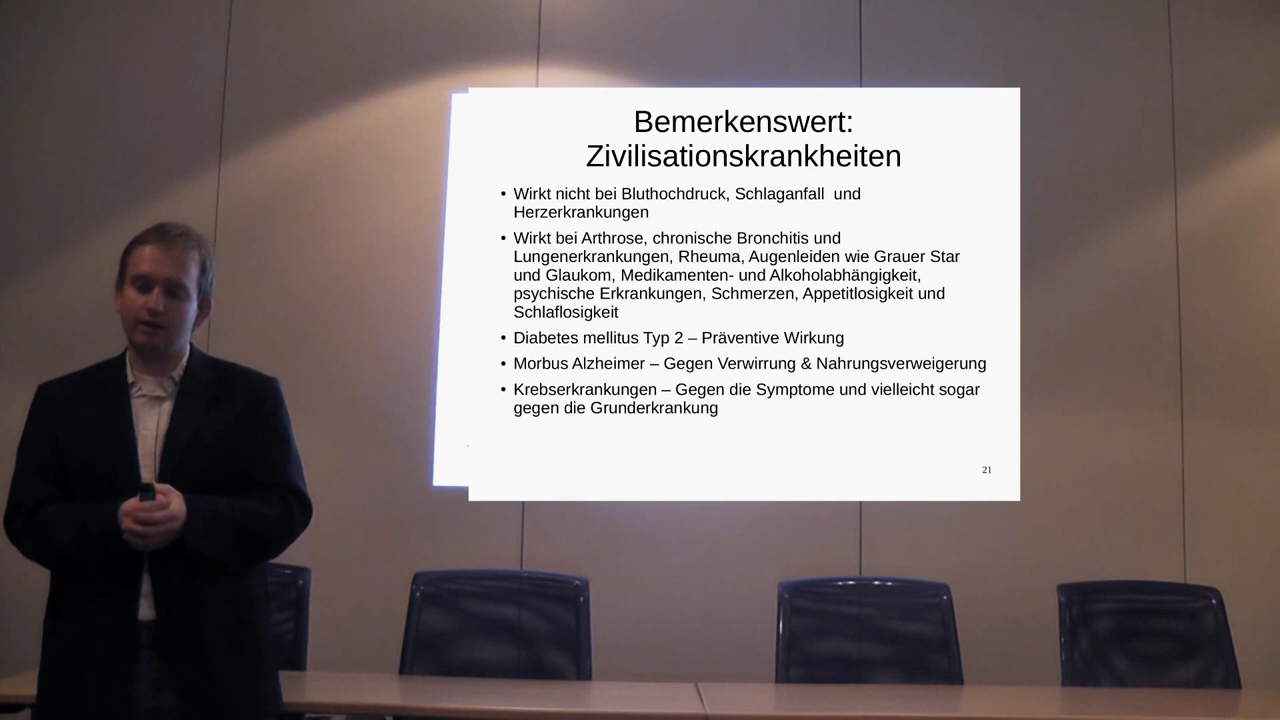 Bemerkenswert:
Zivilisationskrankheiten
• Wirkt nicht bei Bluthochdruck, Schlaganfall  und
Herzerkrankungen
• Wirkt bei Arthrose, chronische Bronchitis und
Lungenerkrankungen, Rheuma, Augenleiden wie Grauer Star
und Glaukom, Medikamenten- und Alkoholabhängigkeit,
psychische Erkrankungen, Schmerzen, Appetitlosigkeit und
Schlaflosigkeit
• Diabetes mellitus Typ 2 – Präventive Wirkung
• Morbus Alzheimer – Gegen Verwirrung & Nahrungsverweigerung
• Krebserkrankungen – Gegen die Symptome und vielleicht sogar
gegen die Grunderkrankung
21